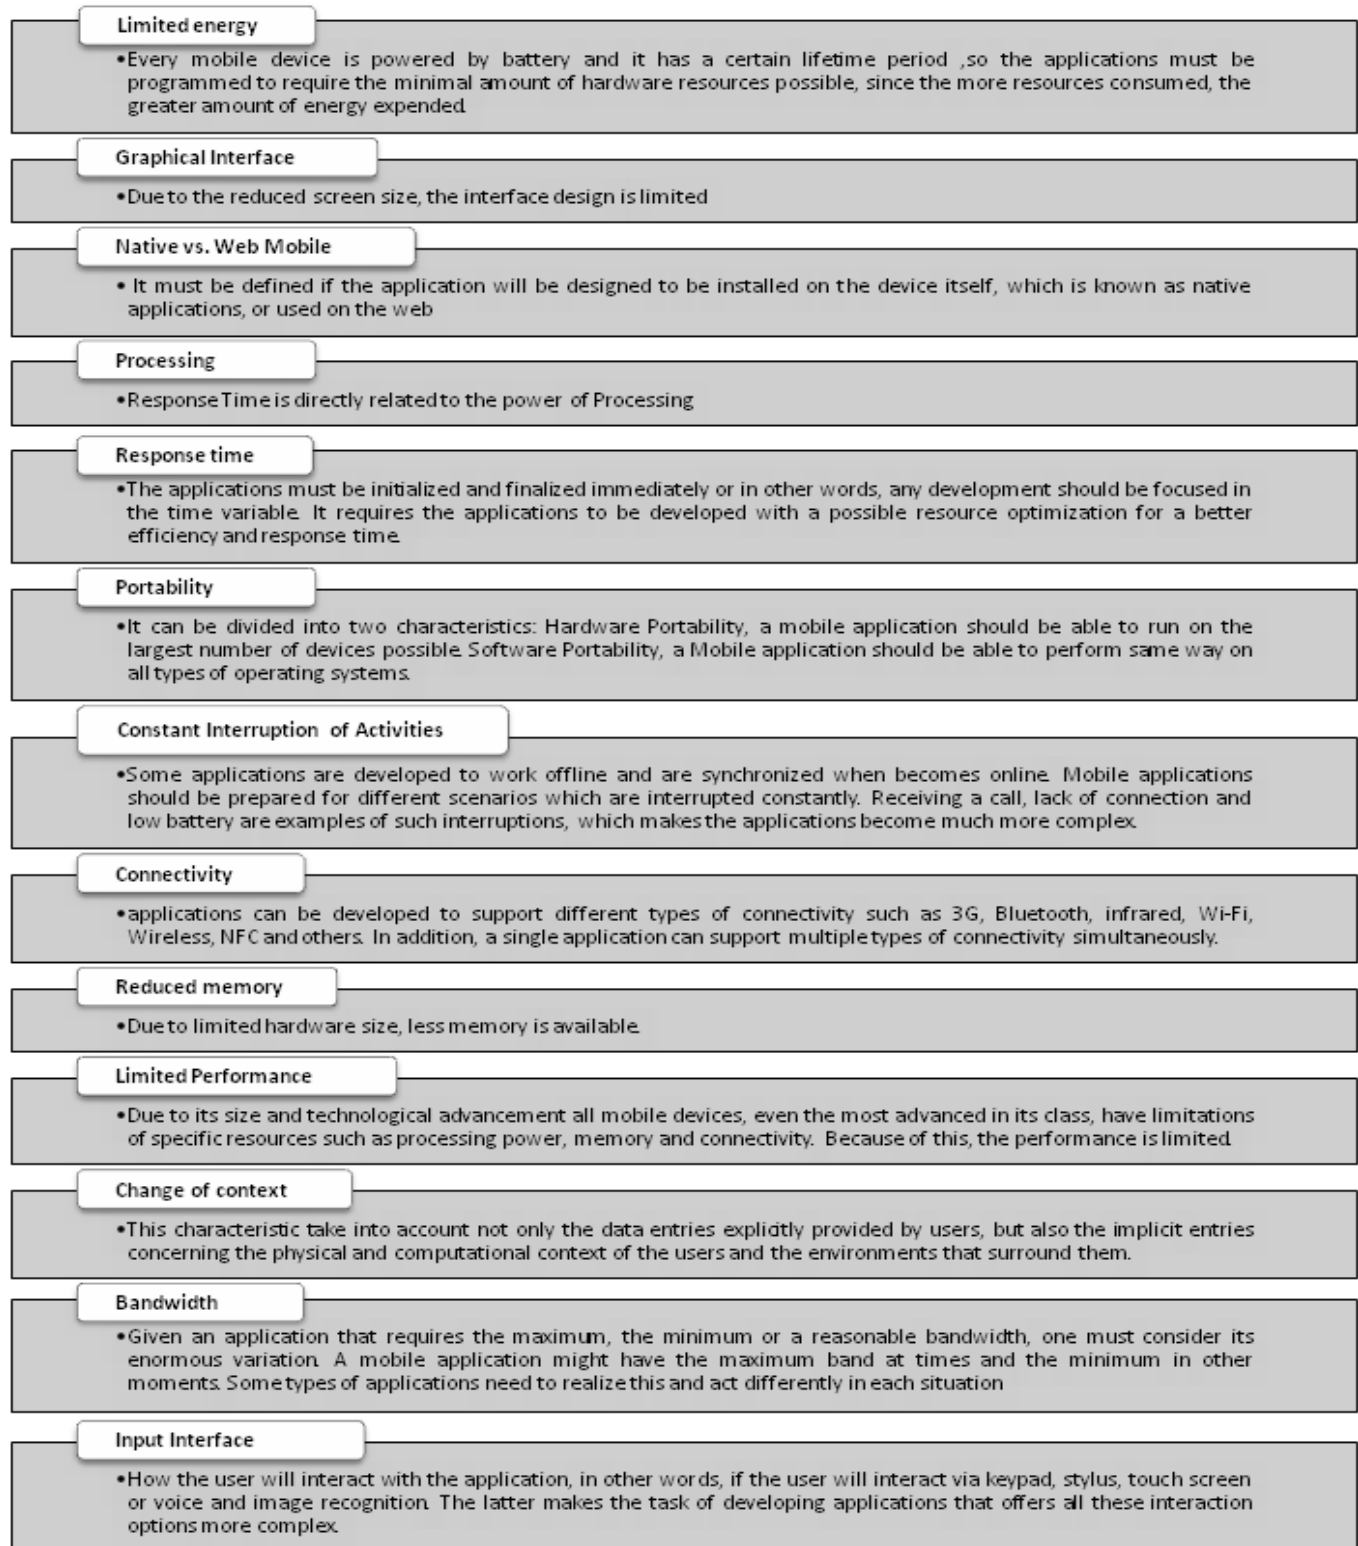 Limited energy
•Every mobile device is powered by battery and it has a certain lifetime period ,so the applications must be
programmed to require the minimal amount of hardware resources possible, since the more resources consumed, the
greater amount of energy expended.
Graphical Interface
•Due to the reduced screen size, the interface design is limited
Native vs. Web Mobile
• It must be defined if the application will be designed to be installed on the device itself, which is known as native
applications, or used on the web
Processing
•Response Time is directly related to the power of Processing
Response time
•The applications must be initialized and finalized immediately or in other words, any development should be focused in
the time variable. It requires the applications to be developed with a possible resource optimization for a better
efficiency and response time.
Portability
•It can be divided into two characteristics: Hardware Portability, a mobile application should be able to run on the
largest number of devices possible. Software Portability, a Mobile application should be able to perform same way on
all types of operating systems.
Constant Interruption of Activities
•Some applications are developed to work offline and are synchronized when becomes online. Mobile applications
should be prepared for different scenarios which are interrupted constantly. Receiving a call, lack of connection and
low battery are examples of such interruptions, which makes the applications become much more complex.
Connectivity
•applications can be developed to support different types of connectivity such as 3G, Bluetooth, infrared, Wi-Fi,
Wireless, NFC and others. In addition, a single application can support multiple types of connectivity simultaneously.
Reduced memory
•Due to limited hardware size, less memory is available.
Limited Performance
•Due to its size and technological advancement all mobile devices, even the most advanced in its class, have limitations
of specific resources such as processing power, memory and connectivity. Because of this, the performance is limited.
Change of context
•This characteristic take into account not only the data entries explicitly provided by users, but also the implicit entries
concerning the physical and computational context of the users and the environments that surround them.
Bandwidth
•Given an application that requires the maximum, the minimum or a reasonable bandwidth, one must consider its
enormous variation. A mobile application might have the maximum band at times and the minimum in other
moments. Some types of applications need to realize this and act differently in each situation
Input Interface
•How the user will interact with the application, in other words, if the user will interact via keypad, stylus, touch screen
or voice and image recognition. The latter makes the task of developing applications that offers all these interaction
options more complex.